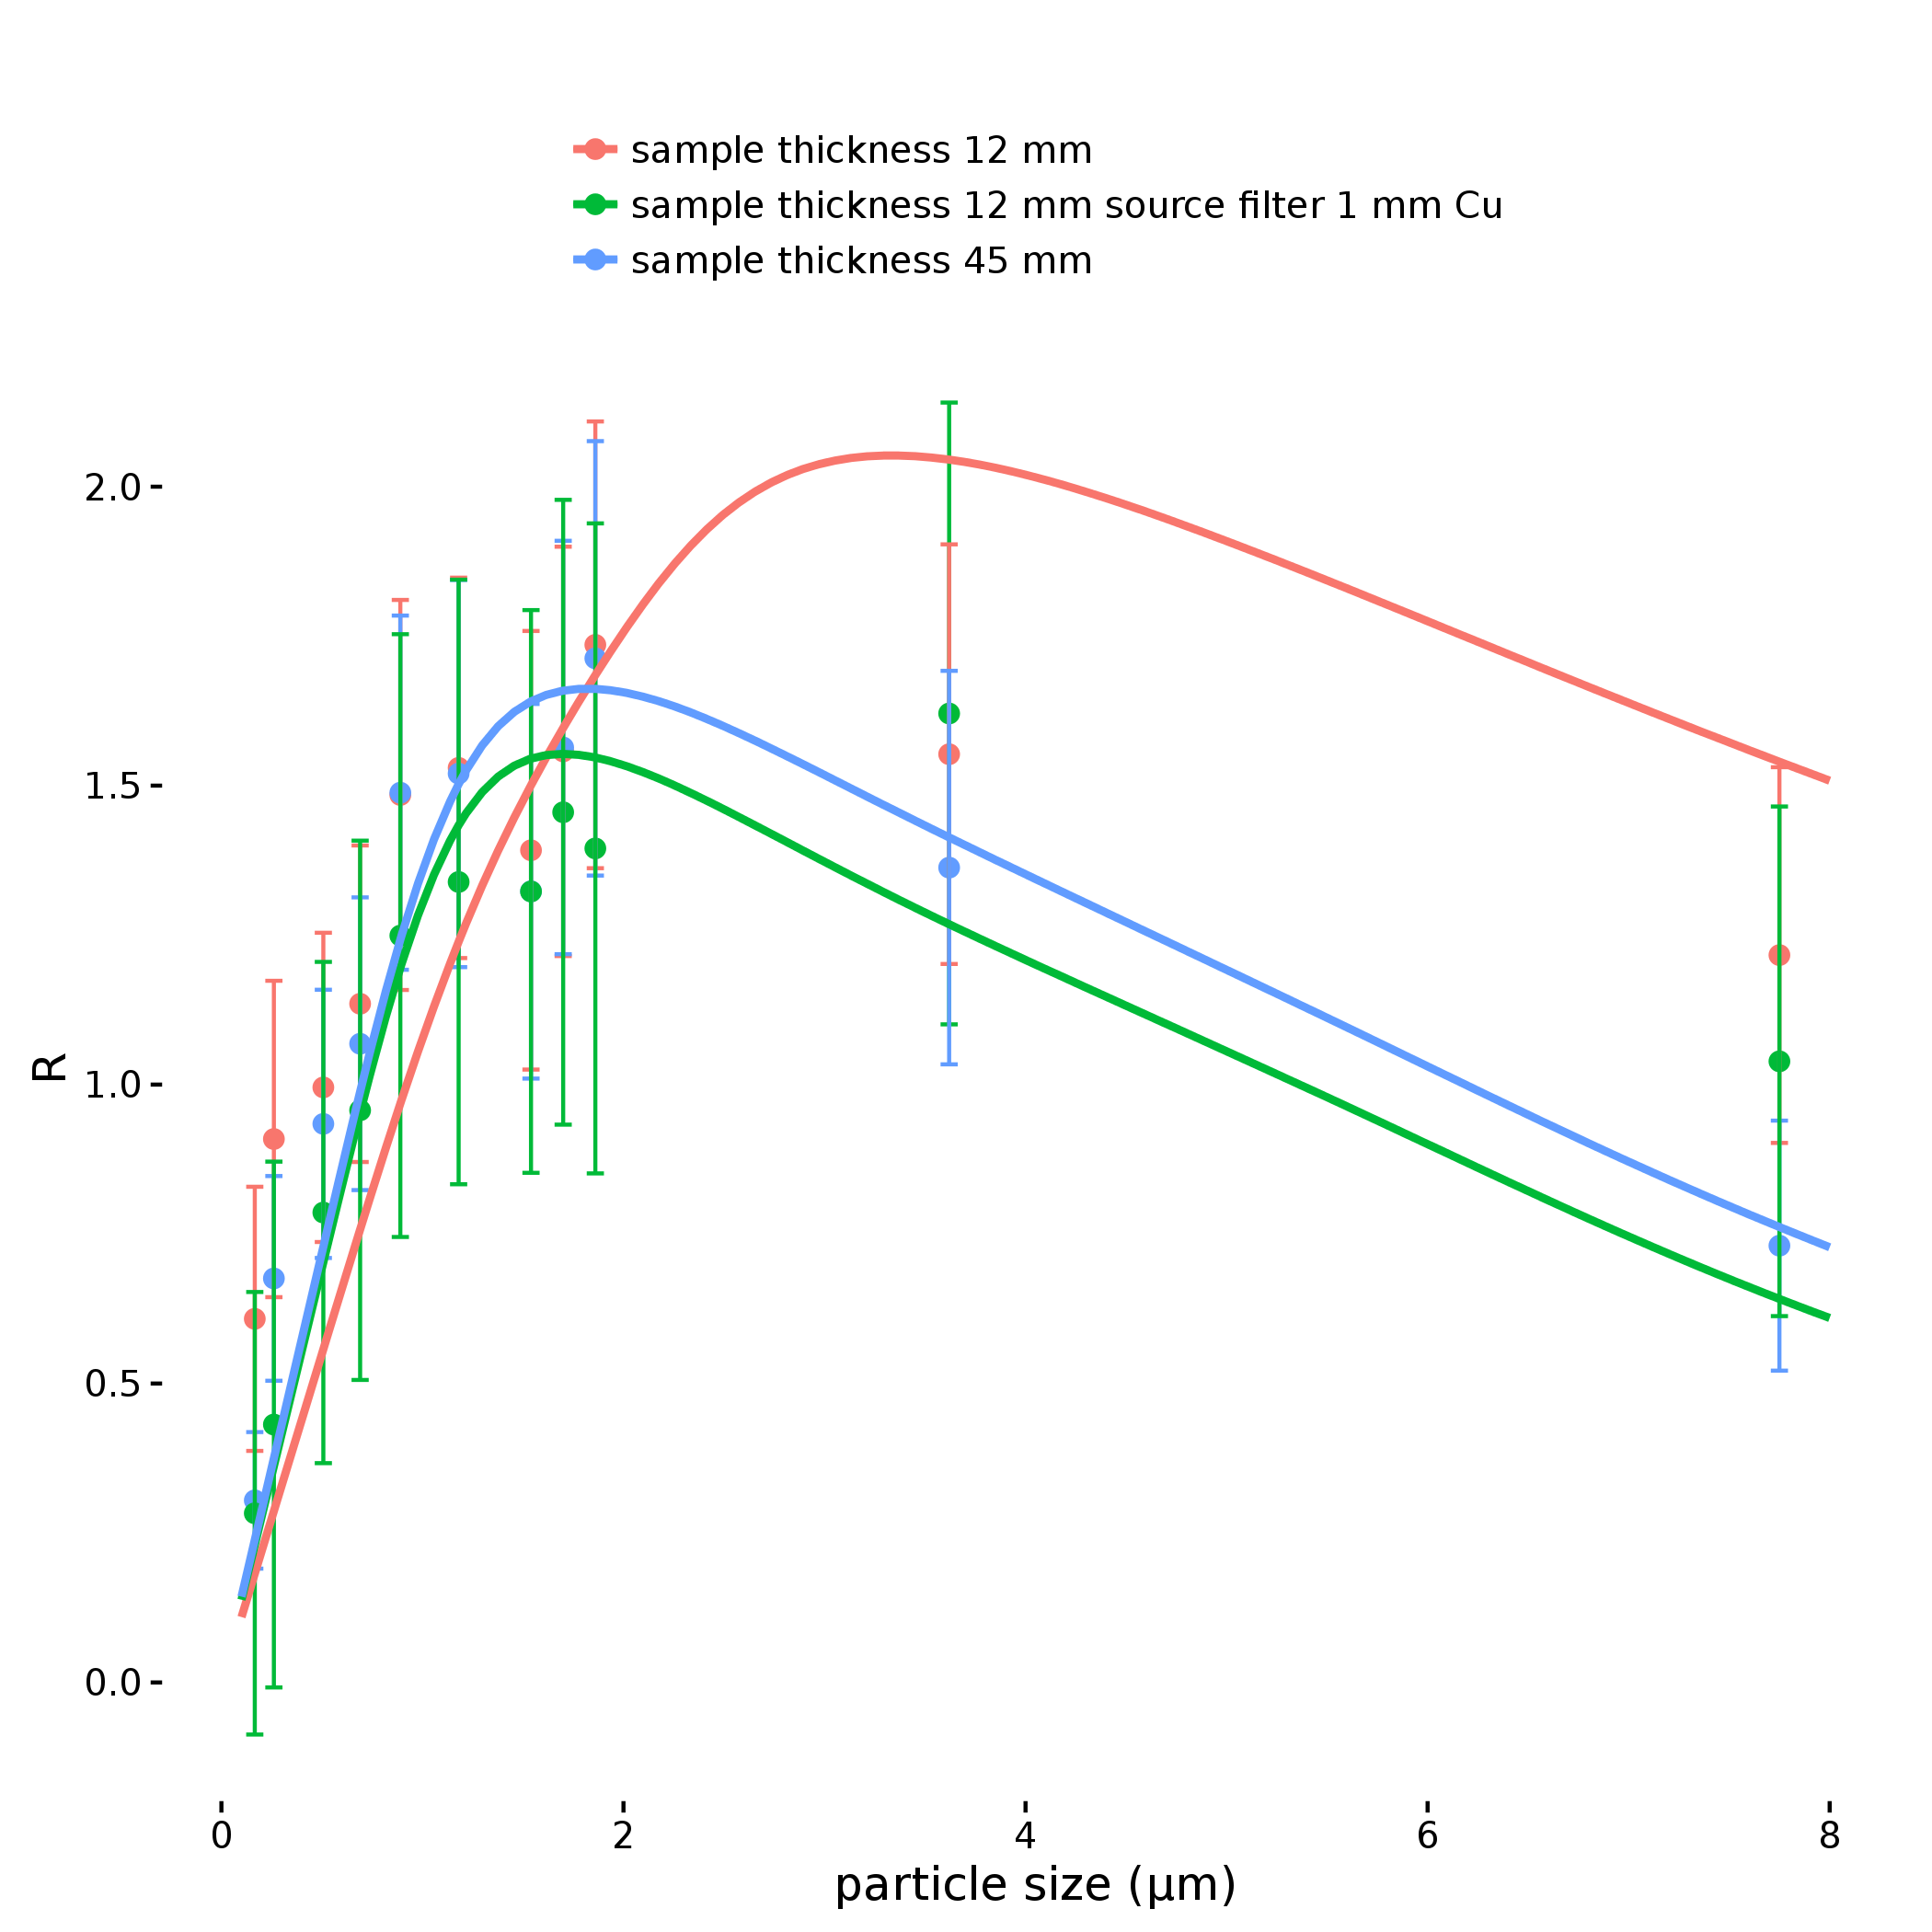 sample thickness 12 mm
sample thickness 12 mm source filter 1 mm Cu
sample thickness 45 mm
2.0
1.5
R
1.0
0.5
0.0
0 2 4 6 8
particle size (μm)